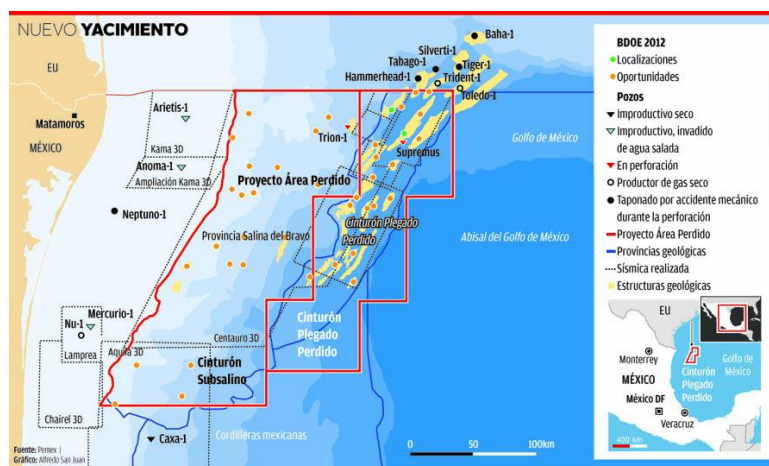 NUEVO YACIMIENTO
EU
Matamoros
MÉXICO
Baha-1
Silverti-1
Tabago-1
Tiger-1
Hammerhead-1
Trident-1
Toledo-1
Arietis-1
Kama 3D
Trion-1
Supremus
Golfo de México
Anoma-1
Ampliación Kama 3D
Proyecto Área Perdido
Neptuno-1
Provincia Salina del Bravo
Cinturón Plegado
Perdido
Abisal del Golfo de México
Mercurio-1
Nu-1
Lamprea
Aquila 3D
Centauro 3D
Cinturón
Plegado
Perdido
Cinturón
Subsalino
Chairel 3D
Caxa-1
Cordilleras mexicanas
0 50 100km
Fuente: Pemex |
Gráfico: Alfredo San Juan
BDOE 2012
Localizaciones
Oportunidades
Pozos
Improductivo seco
Improductivo, invadido
de agua salada
En perforación
Productor de gas seco
Taponado por accidente mecánico
durante la perforación
Proyecto Área Perdido
Provincias geológicas
Sísmica realizada
Estructuras geológicas
EU
Monterrey
Golfo de
México
MÉXICO
Cinturón
Plegado
Perdido
México DF
Veracruz
400 km